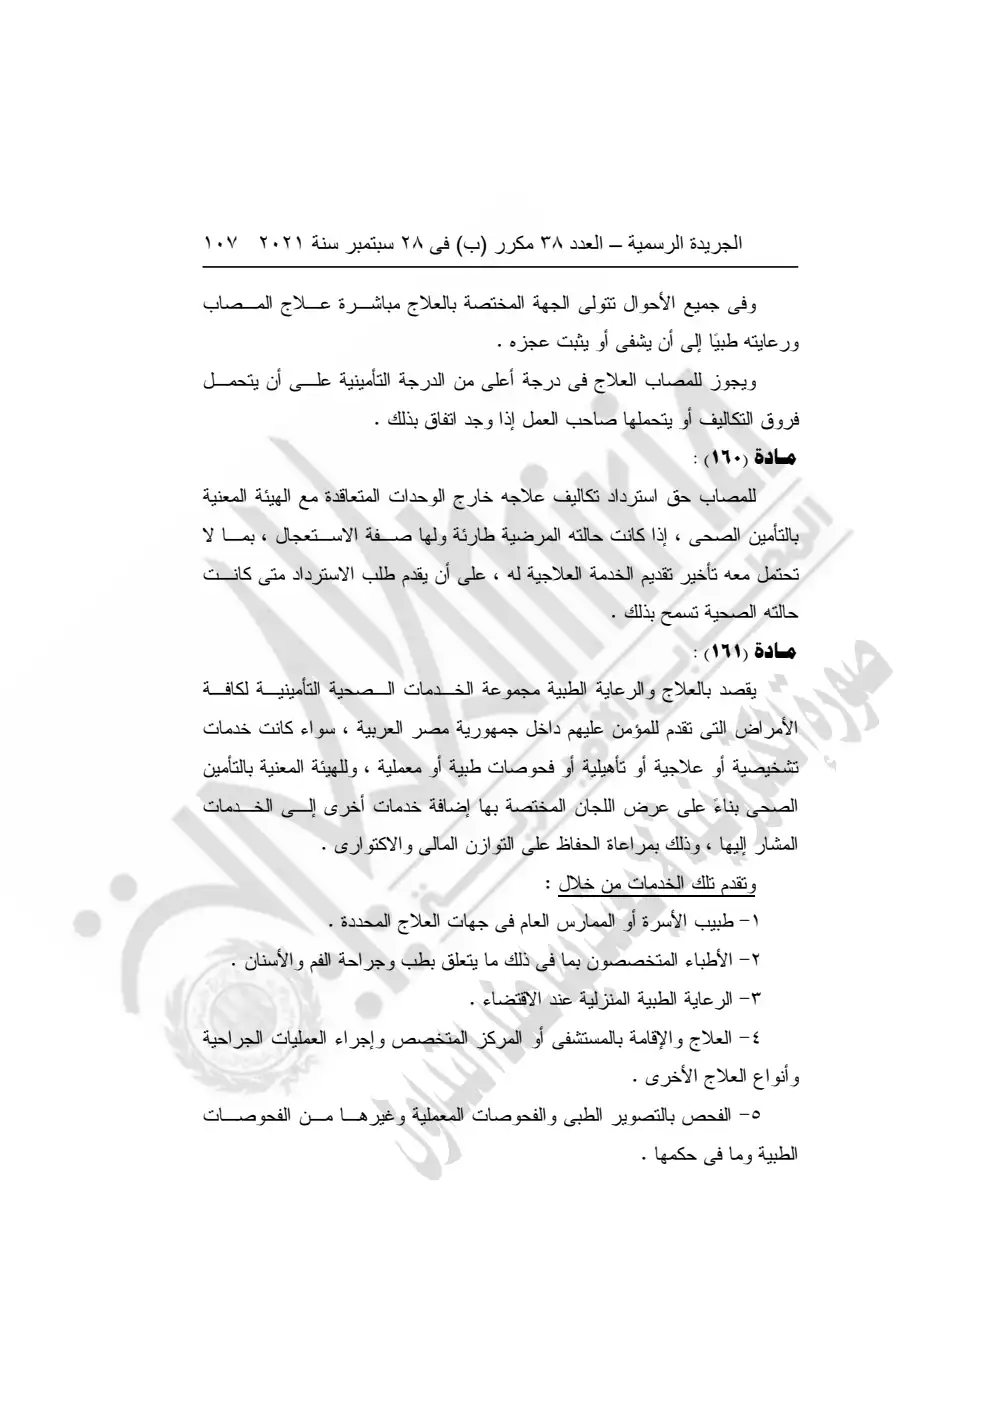 الجريدة الرسمية – العدد ٣٨ مكرر (ب) فى ٢٨ سبتمبر سنة ٢٠٢١ ١٠٧
وفى جميع الأحوال تتولى الجهة المختصة بالعلاج مباشرة علاج المصاب
ورعايته طبيًا إلى أن يشفى أو يثبت عجزه .
ويجوز للمصاب العلاج فى درجة أعلى من الدرجة التأمينية على أن يتحمل
فروق التكاليف أو يتحملها صاحب العمل إذا وجد اتفاق بذلك .
مادة (١٦٠) :
للمصاب حق استرداد تكاليف علاجه خارج الوحدات المتعاقدة مع الهيئة المعنية
بالتأمين الصحى ، إذا كانت حالته المرضية طارئة ولها صفة الاستعجال ، بما لا
تحتمل معه تأخير تقديم الخدمة العلاجية له ، على أن يقدم طلب الاسترداد متى كانت
حالته الصحية تسمح بذلك .
مادة (١٦١) :
يقصد بالعلاج والرعاية الطبية مجموعة الخدمات الصحية التأمينية لكافة
الأمراض التى تقدم للمؤمن عليهم داخل جمهورية مصر العربية ، سواء كانت خدمات
تشخيصية أو علاجية أو تأهيلية أو فحوصات طبية أو معملية ، وللهيئة المعنية بالتأمين
الصحى بناءً على عرض اللجان المختصة بها إضافة خدمات أخرى إلى الخدمات
المشار إليها ، وذلك بمراعاة الحفاظ على التوازن المالى والاكتوارى .
وتقدم تلك الخدمات من خلال :
١- طبيب الأسرة أو الممارس العام فى جهات العلاج المحددة .
٢- الأطباء المتخصصون بما فى ذلك ما يتعلق بطب وجراحة الفم والأسنان .
٣- الرعاية الطبية المنزلية عند الاقتضاء .
٤- العلاج والإقامة بالمستشفى أو المركز المتخصص وإجراء العمليات الجراحية
وأنواع العلاج الأخرى .
٥- الفحص بالتصوير الطبى والفحوصات المعملية وغيرها من الفحوصات
الطبية وما فى حكمها .
صورة إلكترونية لا يعتد بها عند التداول